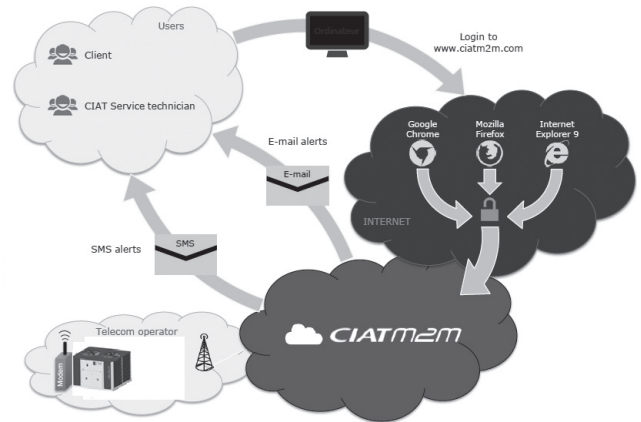 Users
Client
CIAT Service technician
Ordinateur
Login to
www.ciatm2m.com
Google
Chrome
Mozilla
Firefox
Internet
Explorer 9
INTERNET
E-mail alerts
E-mail
SMS alerts
SMS
CIATM2M
Telecom operator
Modem